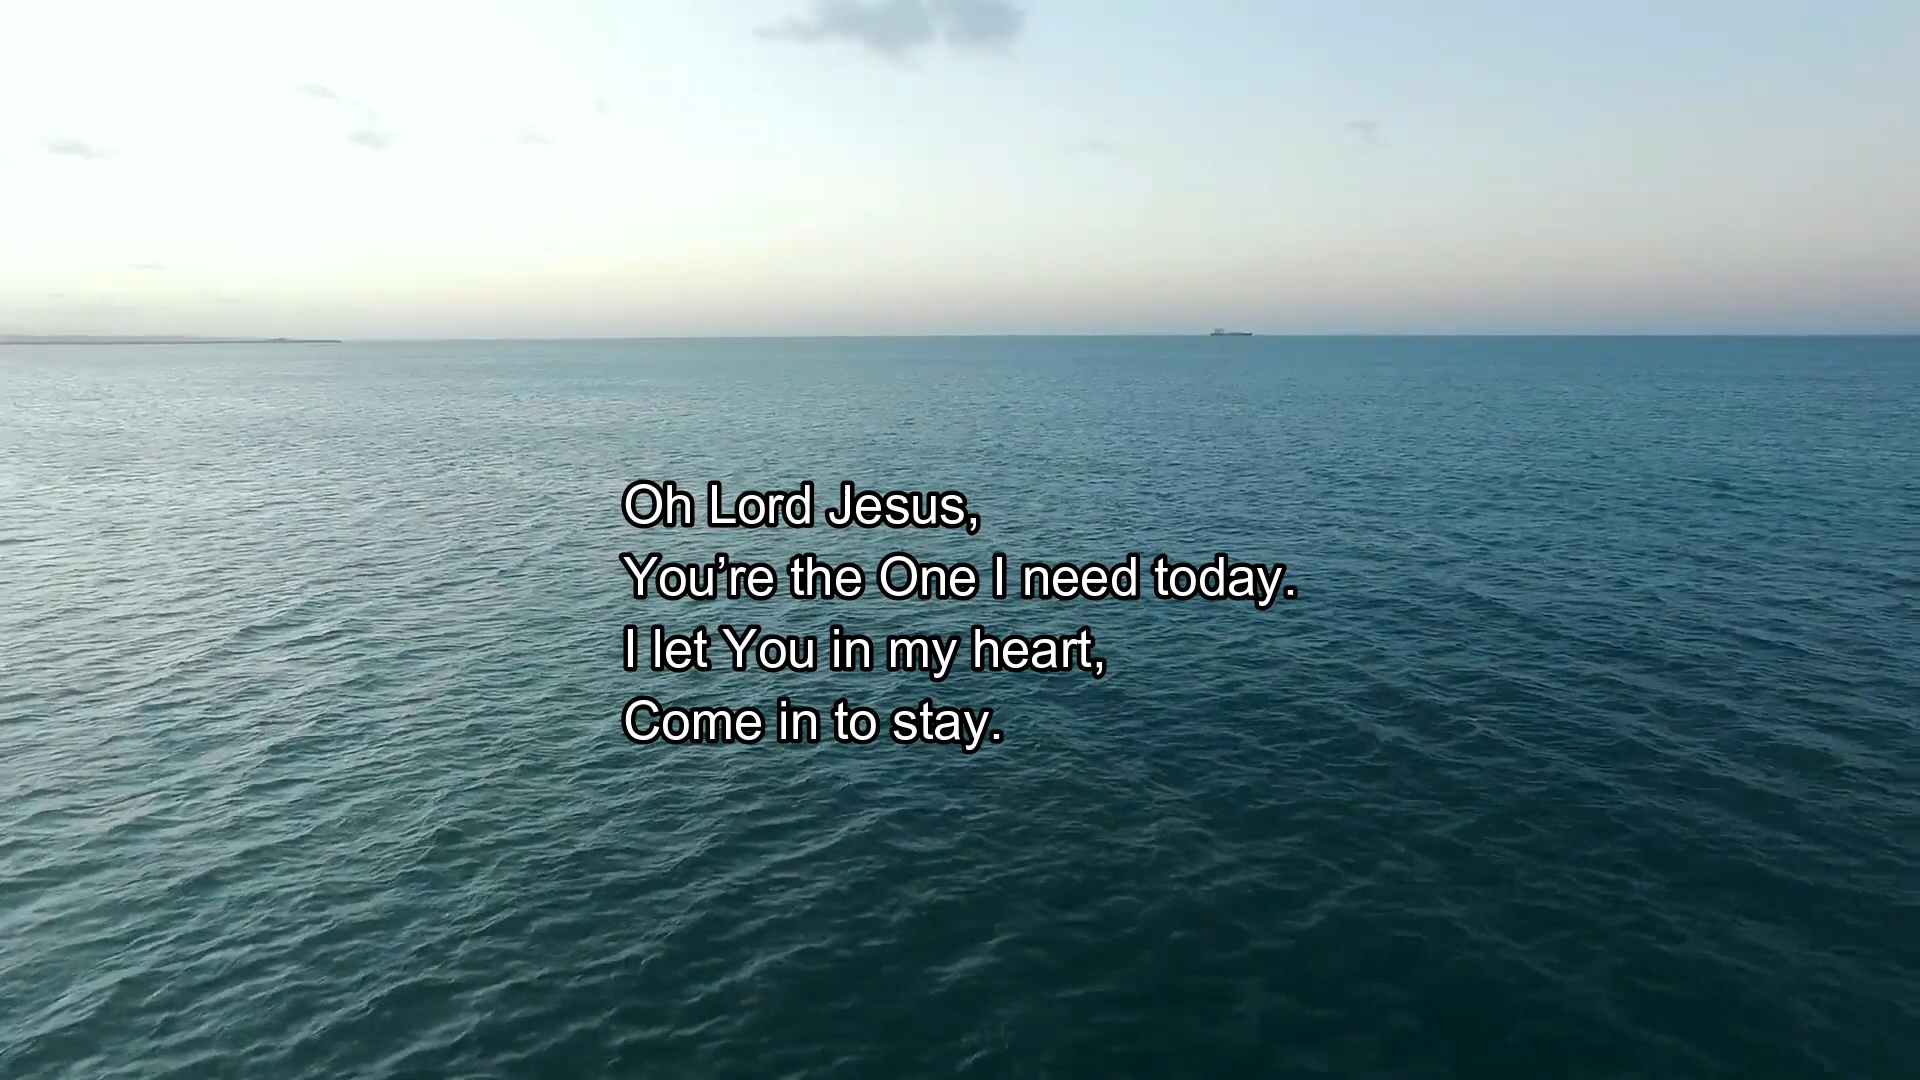 Oh Lord Jesus,
You’re the One I need today.
I let You in my heart,
Come in to stay.